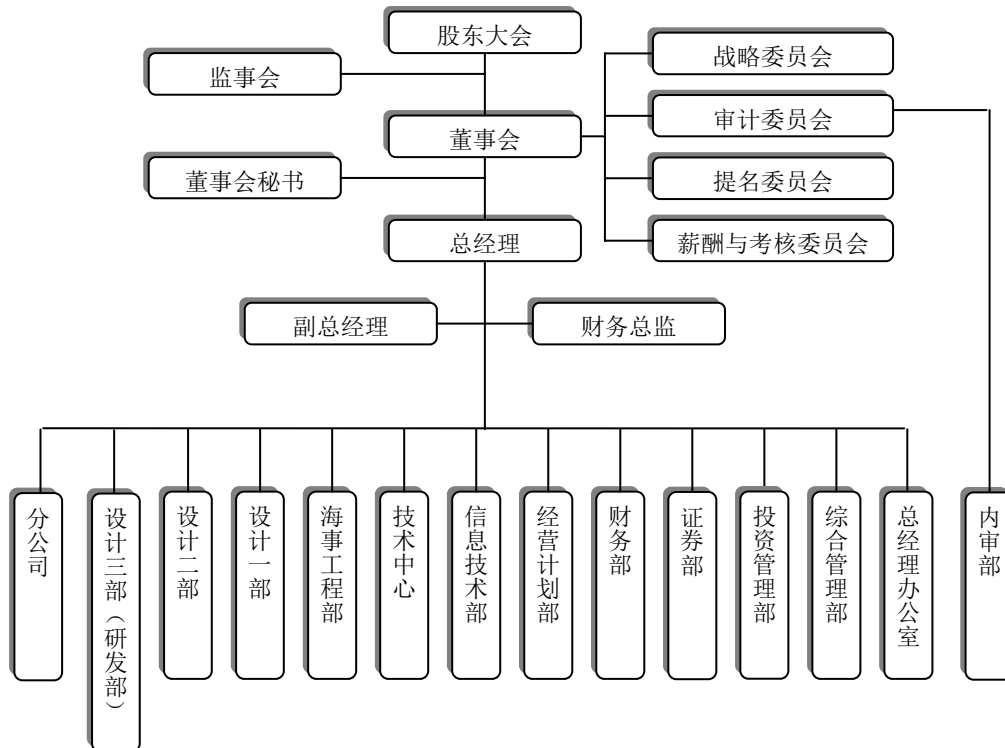 股东大会
战略委员会
监事会
审计委员会
董事会
董事会秘书
提名委员会
总经理
薪酬与考核委员会
副总经理
财务总监
分公司
设计三部（研发部）
设计二部
设计一部
海事工程部
技术中心
信息技术部
经营计划部
财务部
证券部
投资管理部
综合管理部
总经理办公室
内审部